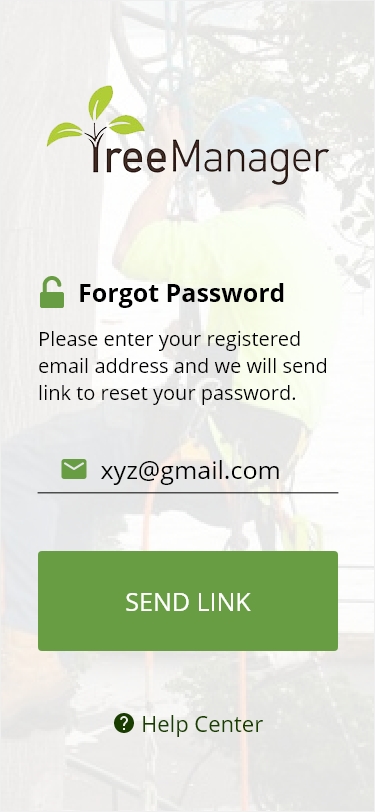 TreeManager
Forgot Password
Please enter your registered
email address and we will send
link to reset your password.
xyz@gmail.com
SEND LINK
Help Center